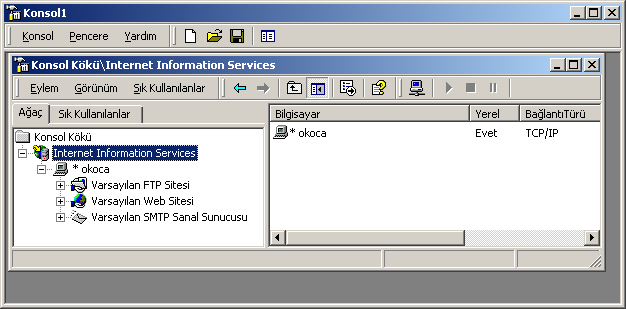 Konsol1
Konsol Pencere Yardım
Konsol Kökü\Internet Information Services
Eylem Görünüm Sık Kullanılanlar
Ağaç Sık Kullanılanlar
Bilgisayar Yerel BağlantıTürü
Konsol Kökü
* okoca Evet TCP/IP
Internet Information Services
* okoca
Varsayılan FTP Sitesi
Varsayılan Web Sitesi
Varsayılan SMTP Sanal Sunucusu